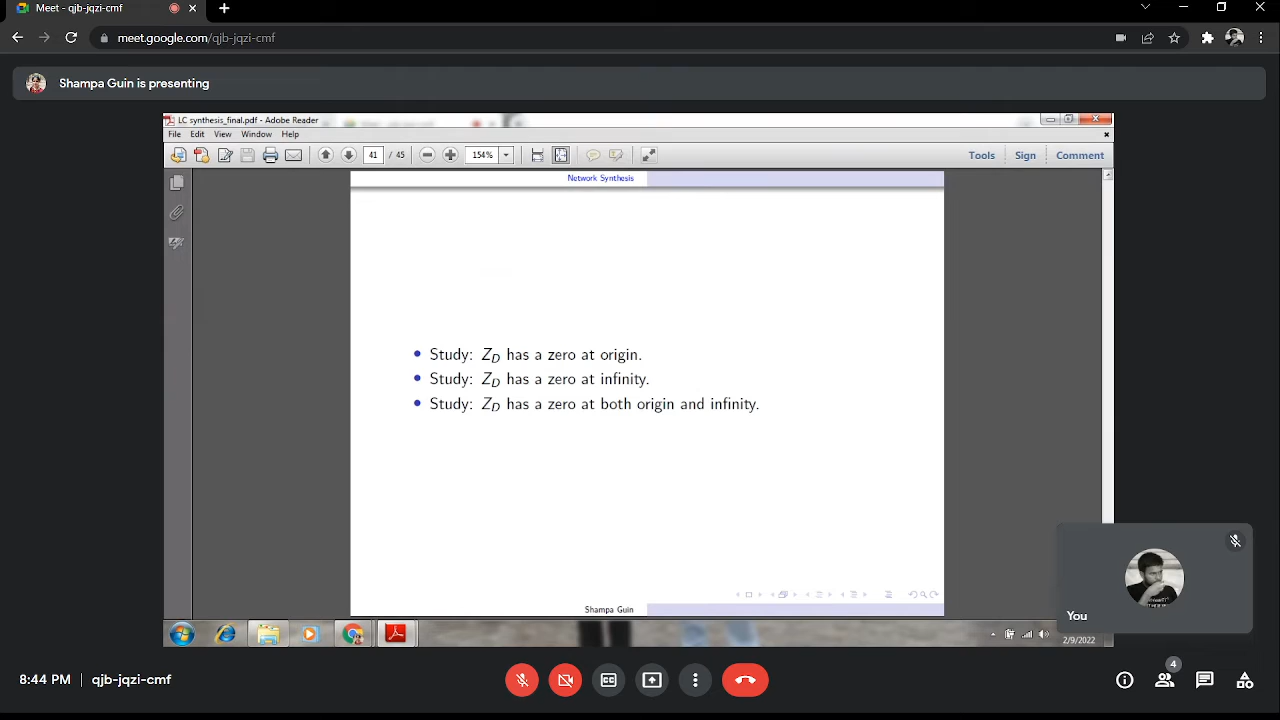 Meet - qjb-jqzi-cmf
meet.google.com/qjb-jqzi-cmf
Shampa Guin is presenting
LC synthesis_final.pdf - Adobe Reader
File Edit View Window Help
41 / 45 154% Tools Sign Comment
Network Synthesis
• Study: Z_D has a zero at origin.
• Study: Z_D has a zero at infinity.
• Study: Z_D has a zero at both origin and infinity.
Shampa Guin
You
2/9/2022
8:44 PM | qjb-jqzi-cmf
4